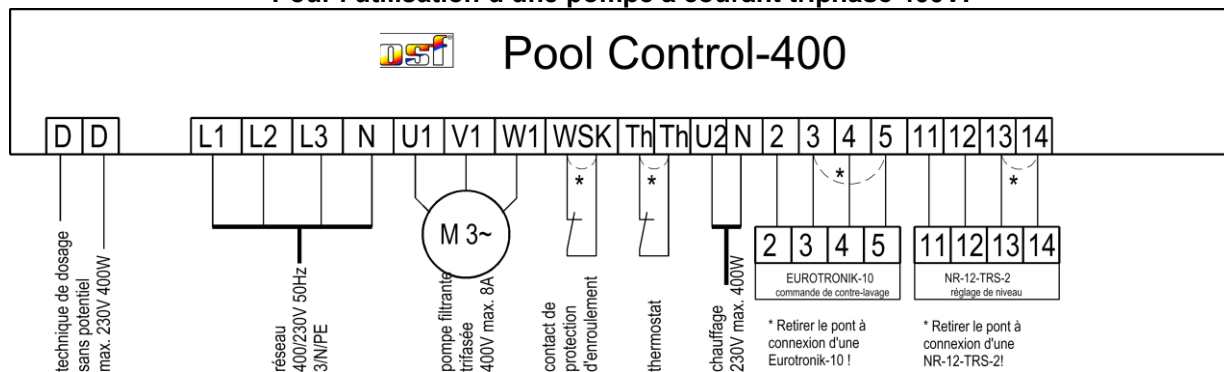 Pour l'utilisation d'une pompe à courant triphasé 400V:
osf Pool Control-400
D D L1 L2 L3 N U1 V1 W1 WSK Th Th U2 N 2 3 4 5 11 12 13 14
* * * *
technique de dosage
sans potentiel
max. 230V 400W
réseau
400/230V 50Hz
3/N/PE
M 3~
pompe filtrante
trifasée
400V max. 8A
contact de
protection
d'enroulement
thermostat
chauffage
230V max. 400W
2 3 4 5
EUROTRONIK-10
commande de contre-lavage
* Retirer le pont à
connexion d'une
Eurotronik-10 !
11 12 13 14
NR-12-TRS-2
réglage de niveau
* Retirer le pont à
connexion d'une
NR-12-TRS-2!